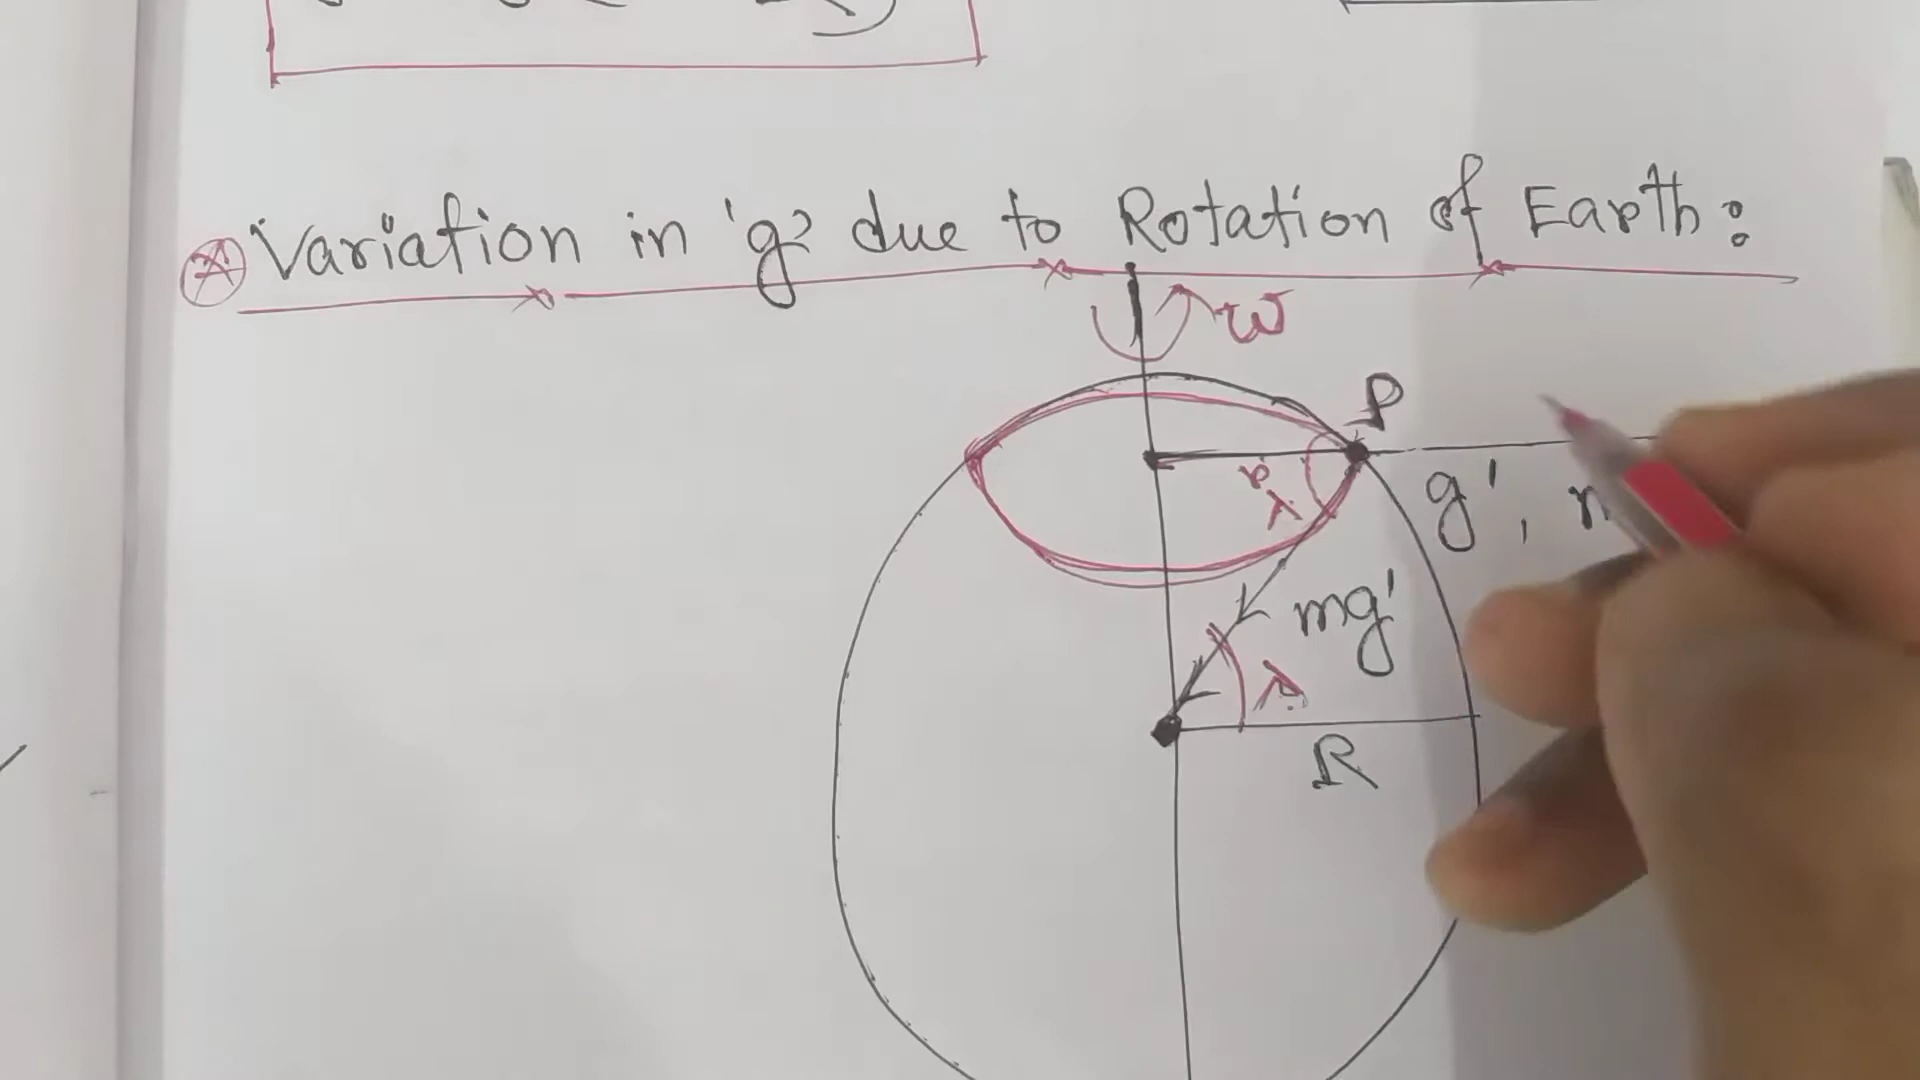 Ⓐ Variation in 'g' due to Rotation of Earth:
ω
P
r
λ
g',
mg'
λ
R